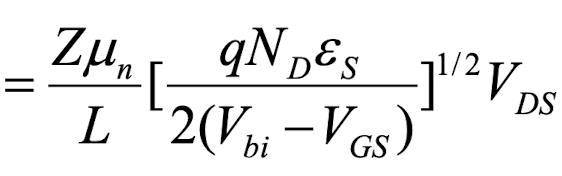 = \frac{Z\mu_n}{L} [\frac{qN_D\varepsilon_S}{2(V_{bi} - V_{GS})}]^{1/2} V_{DS}